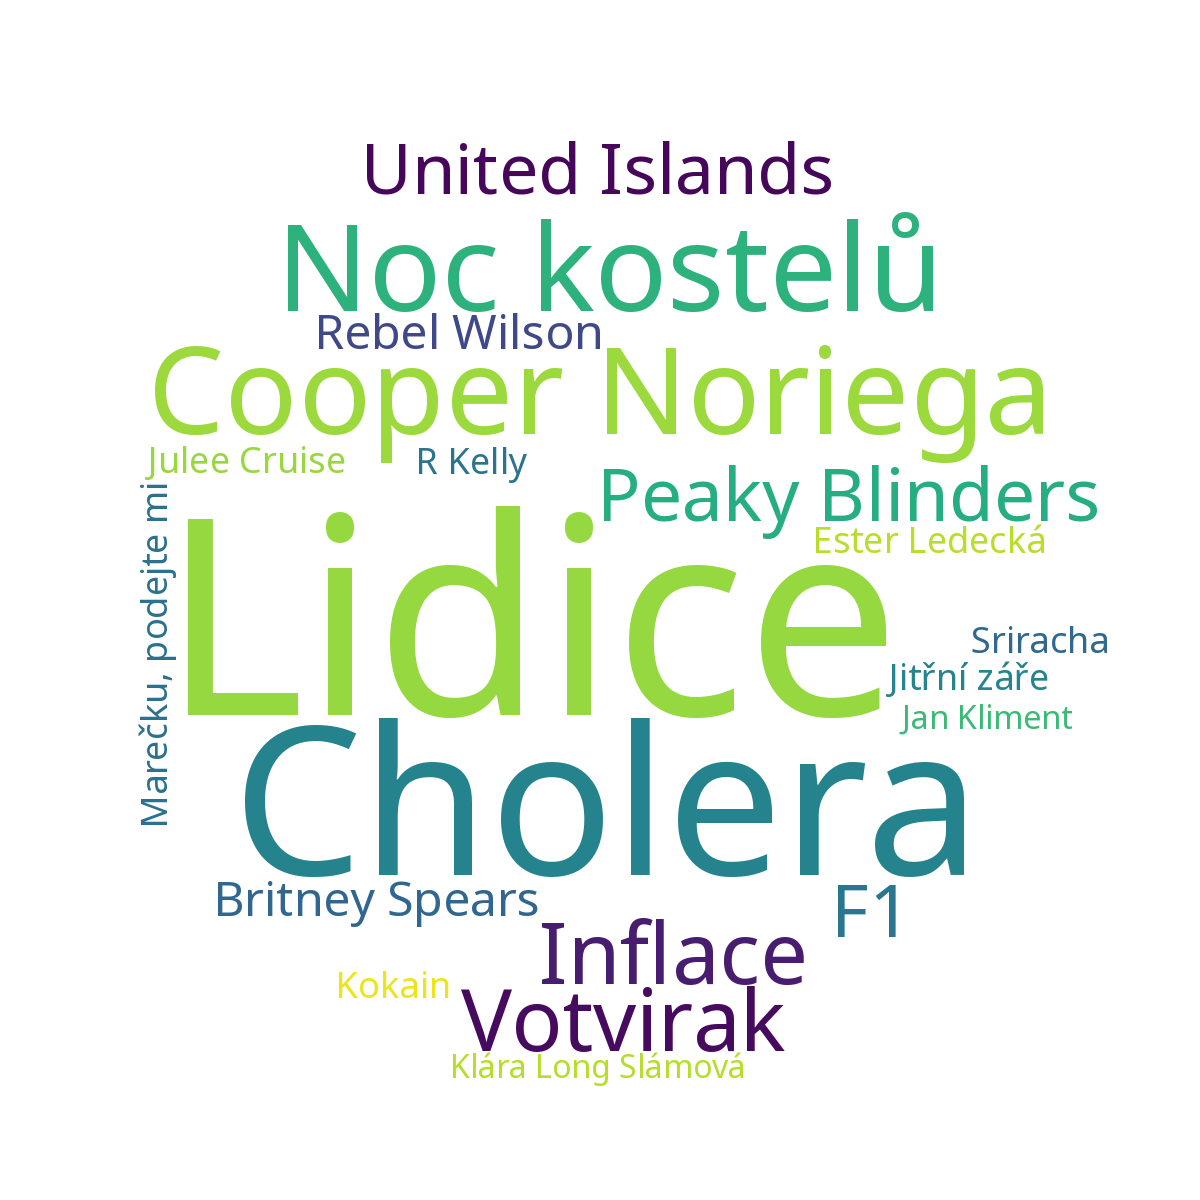 United Islands
Noc kostelů
Rebel Wilson
Cooper Noriega
Julee Cruise
R Kelly
Peaky Blinders
Ester Ledecká
Marečku, podejte mi
Lidice
Sriracha
Jitřní záře
Jan Kliment
Cholera
Britney Spears
F1
Inflace
Kokain
Votvirak
Klára Long Slámová